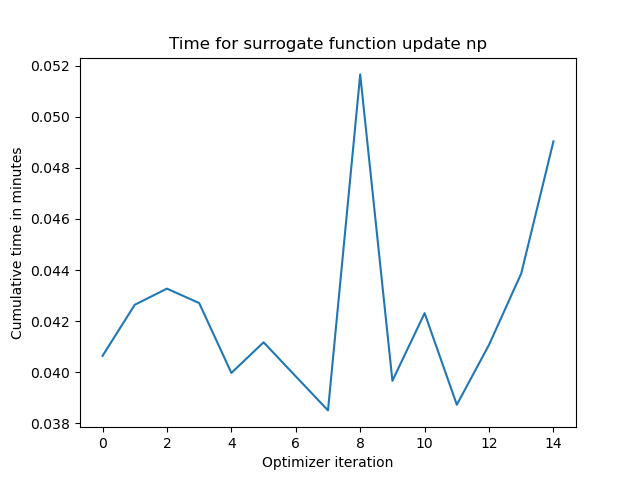 Time for surrogate function update np
Cumulative time in minutes
0.052
0.050
0.048
0.046
0.044
0.042
0.040
0.038
0 2 4 6 8 10 12 14
Optimizer iteration